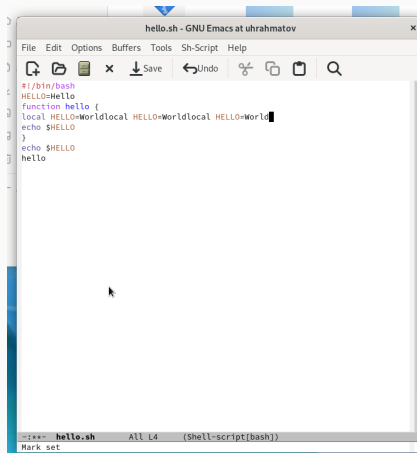 hello.sh - GNU Emacs at uhrahmatov
File Edit Options Buffers Tools Sh-Script Help
Save Undo
#!/bin/bash
HELLO=Hello
function hello {
local HELLO=Worldlocal HELLO=Worldlocal HELLO=World
echo $HELLO
}
echo $HELLO
hello
-:**- hello.sh All L4 (Shell-script[bash])
Mark set